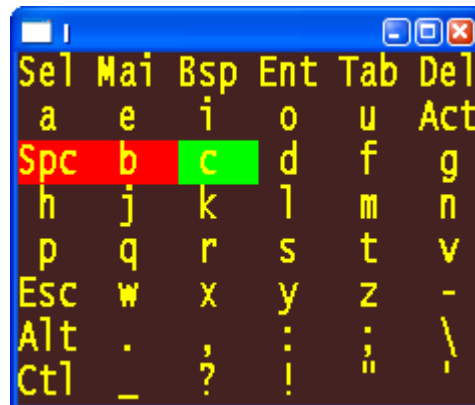 I
Sel Mai Bsp Ent Tab Del
a e i o u Act
Spc b c d f g
h j k l m n
p q r s t v
Esc w x y z -
Alt . , : ; \
Ctl _ ? ! " '